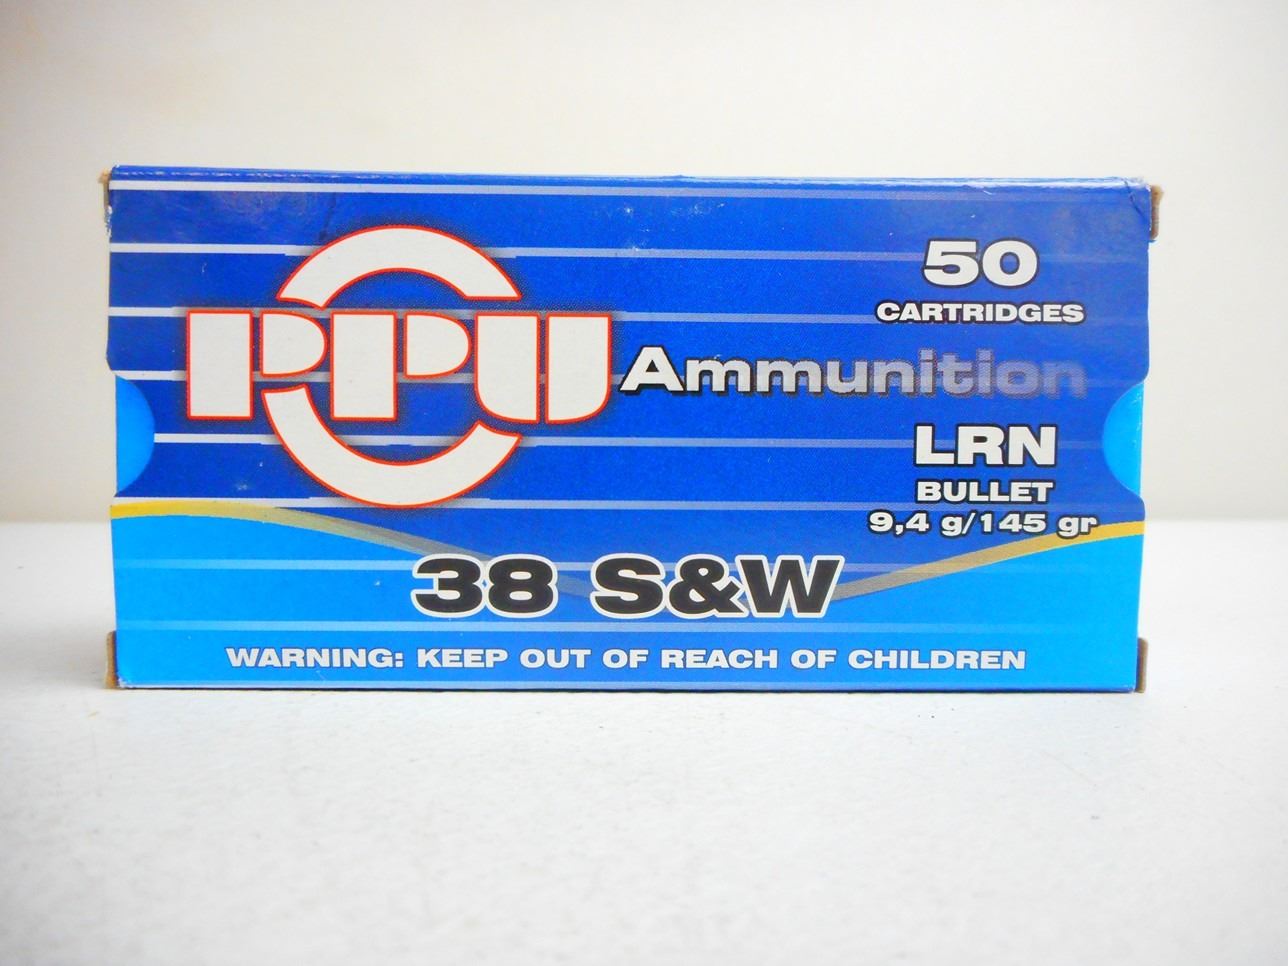 50
CARTRIDGES
PPU Ammunition
LRN
BULLET
9,4 g/145 gr
38 S&W
WARNING: KEEP OUT OF REACH OF CHILDREN